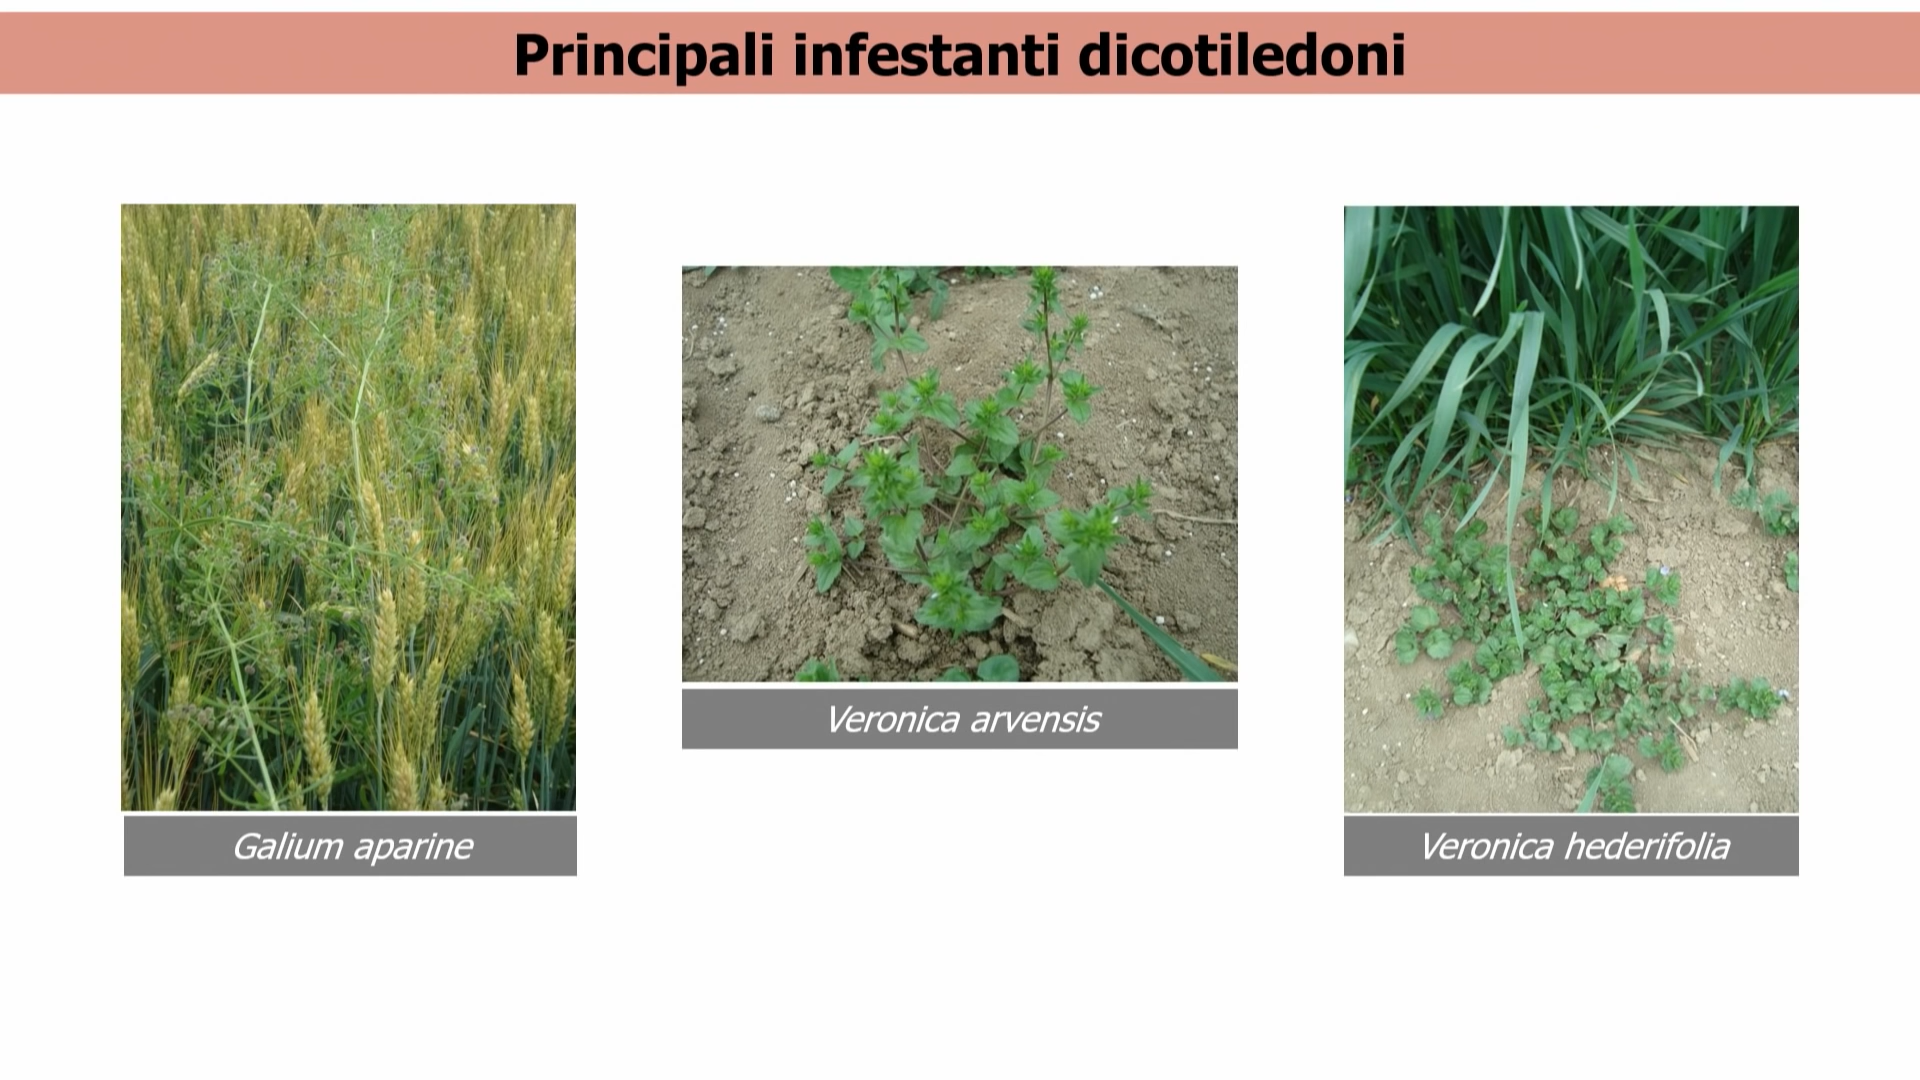 Principali infestanti dicotiledoni
Galium aparine
Veronica arvensis
Veronica hederifolia